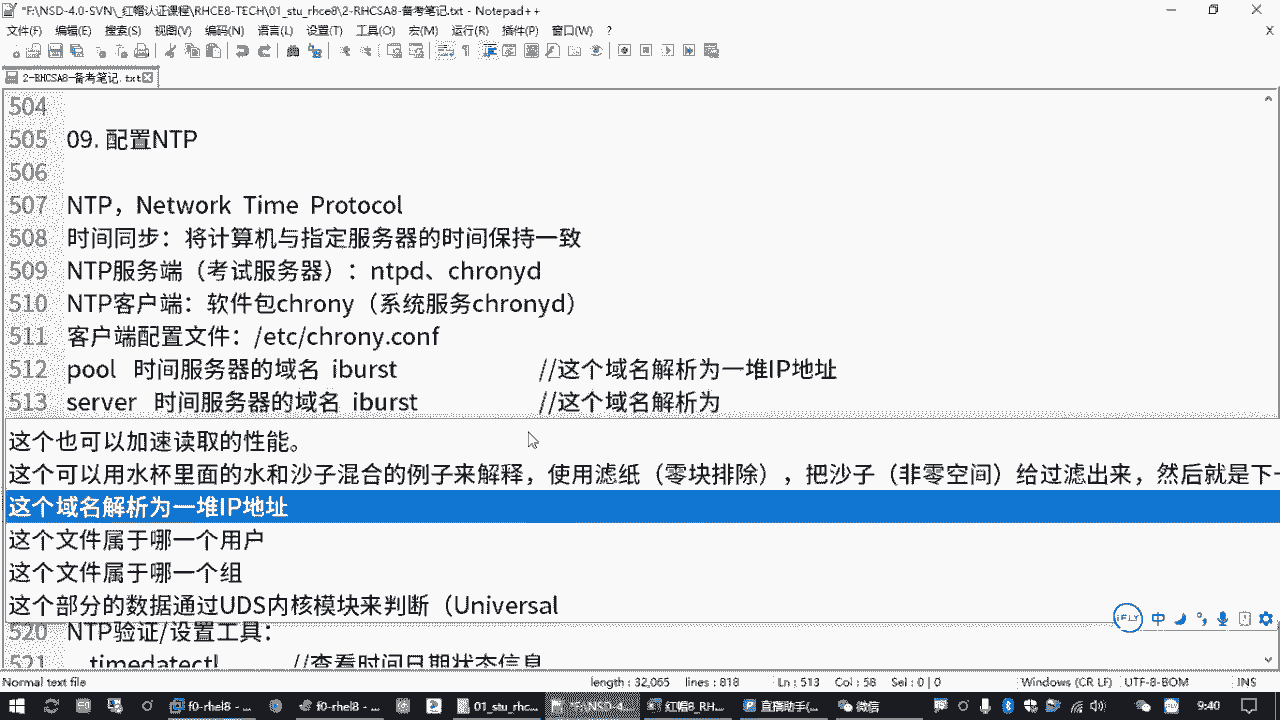 *F:\NSD-4.0-SVN\_红帽认证课程\RHCE8-TECH\01_stu_rhce8\2-RHCSA8-备考笔记.txt - Notepad++
文件(F) 编辑(E) 搜索(S) 视图(V) 编码(N) 语言(L) 设置(T) 工具(O) 宏(M) 运行(R) 插件(P) 窗口(W) ? X
2-RHCSA8-备考笔记.txt
504
505 09. 配置NTP
506
507 NTP，Network Time Protocol
508 时间同步：将计算机与指定服务器的时间保持一致
509 NTP服务端（考试服务器）：ntpd、chronyd
510 NTP客户端：软件包chrony（系统服务chronyd）
511 客户端配置文件：/etc/chrony.conf
512 pool 时间服务器的域名 iburst //这个域名解析为一堆IP地址
513 server 时间服务器的域名 iburst //这个域名解析为
这个也可以加速读取的性能。
这个可以用水杯里面的水和沙子混合的例子来解释，使用滤纸（零块排除），把沙子（非零空间）给过滤出来，然后就是下一
这个域名解析为一堆IP地址
这个文件属于哪一个用户
这个文件属于哪一个组
这个部分的数据通过UDS内核模块来判断（Universal
520 NTP验证/设置工具：
521 timedatectl //查看时间日期状态信息
iFLY 中
Normal text file length : 32,065 lines : 818 Ln : 513 Col : 58 Sel : 0 | 0 Windows (CR LF) UTF-8-BOM INS
f0-rhel8 - ... f0-rhel8 - ... 01_stu_rhc... *F:\NSD-4.... 红帽8_RH... 直播助手(... 微信 9:40